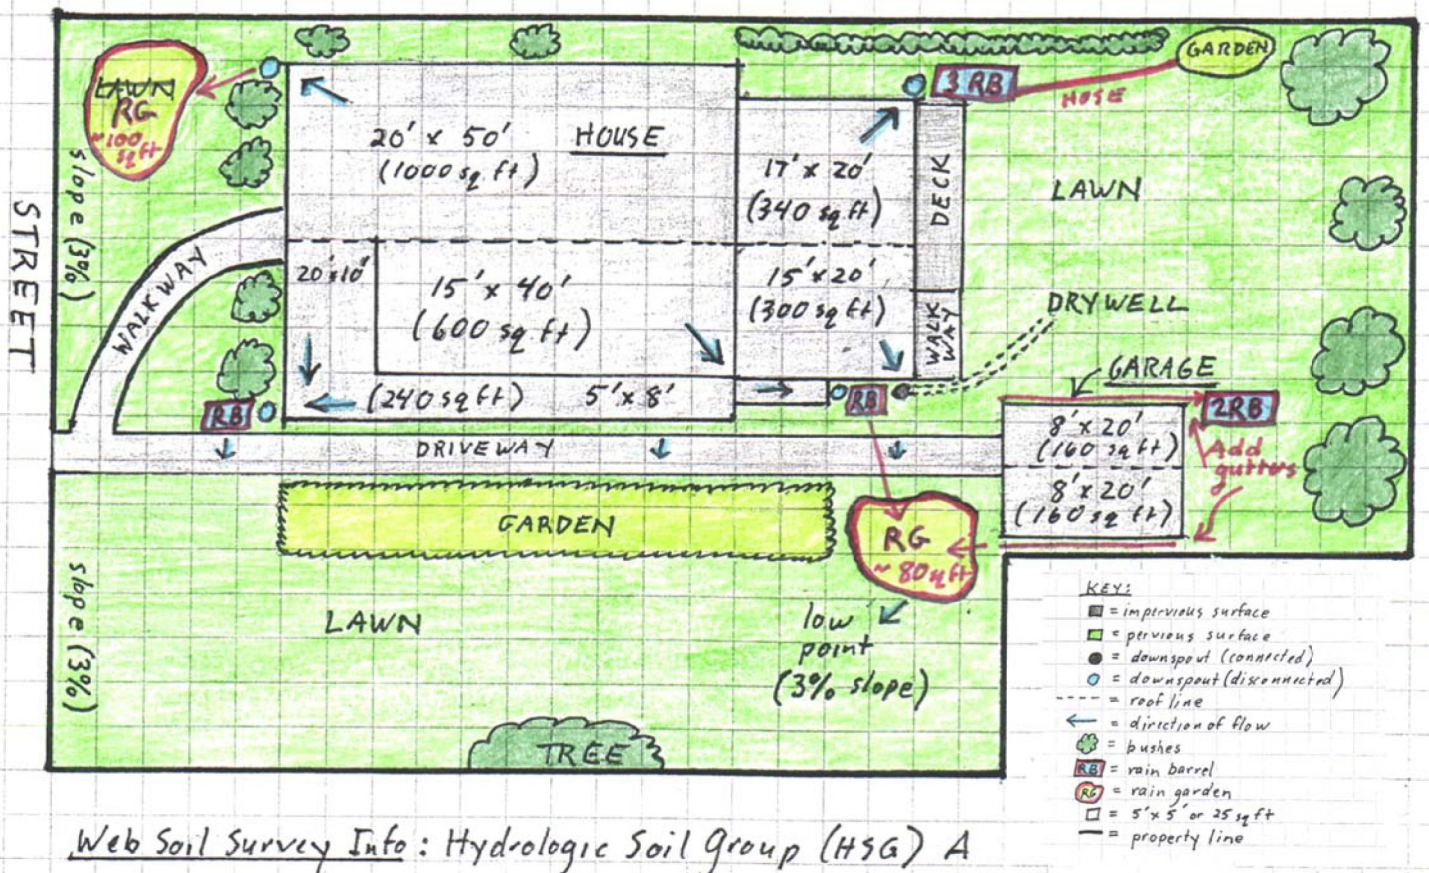 LAWN
RG
~100
sq ft
slope (3%)
STREET
WALKWAY
20' x 50'
(1000 sq ft)
HOUSE
20' x 10'
15' x 40'
(600 sq ft)
(240 sq ft)
5' x 8'
17' x 20'
(340 sq ft)
15' x 20'
(300 sq ft)
DECK
WALK
WAY
3 RB
HOSE
GARDEN
LAWN
DRYWELL
GARAGE
8' x 20'
(160 sq ft)
8' x 20'
(160 sq ft)
2RB
Add
gutters
RB
RB
DRIVEWAY
GARDEN
RG
~ 80 sq ft
low
point
(3% slope)
slope (3%)
LAWN
TREE
KEY:
= impervious surface
= pervious surface
= downspout (connected)
= downspout (disconnected)
= roof line
= direction of flow
= bushes
RB = rain barrel
RG = rain garden
= 5' x 5' or 25 sq ft
= property line
Web Soil Survey Info: Hydrologic Soil Group (HSG) A